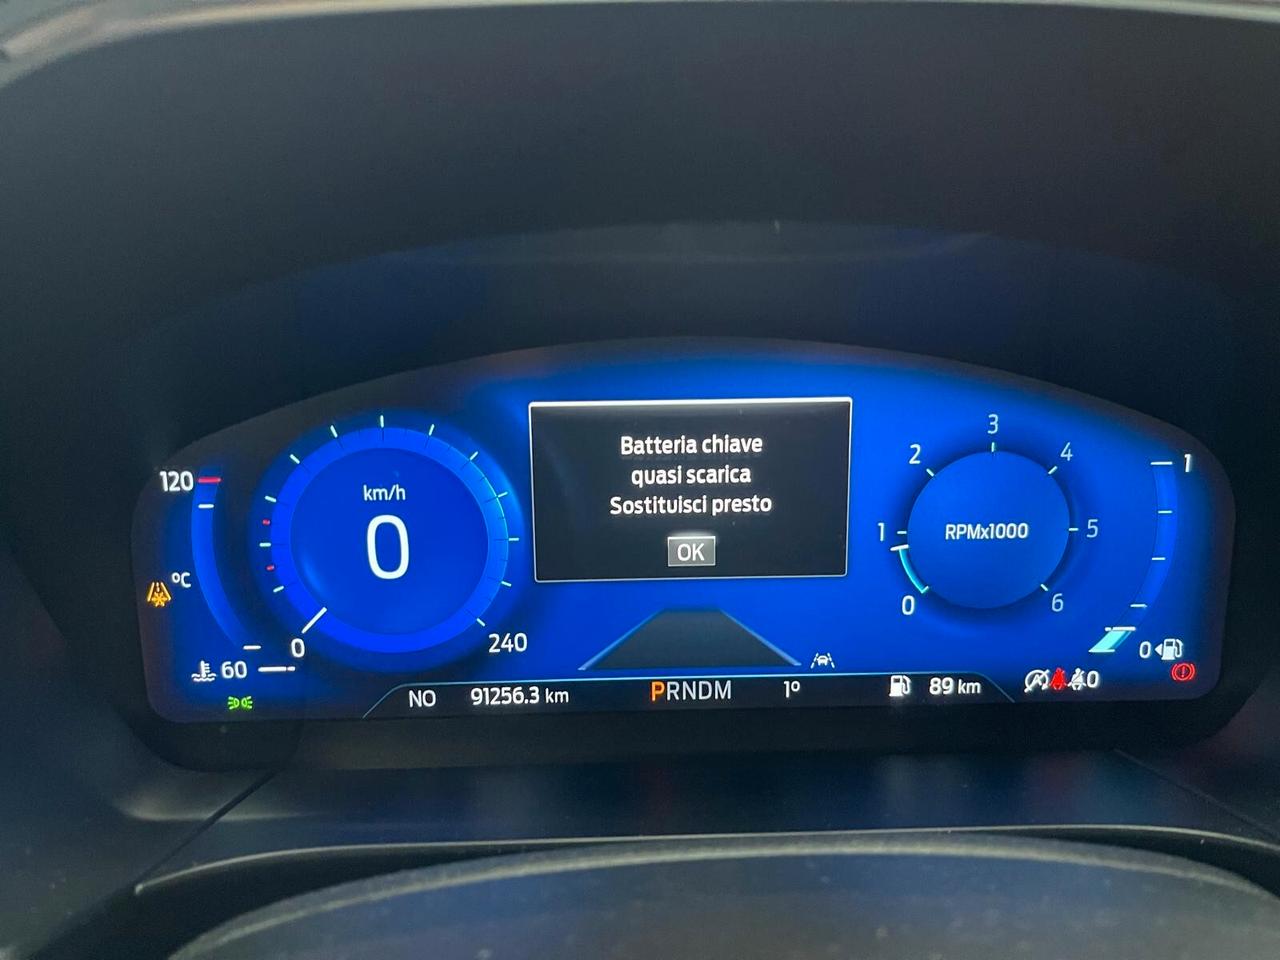 Batteria chiave
quasi scarica
Sostituisci presto
OK
120
°C
60
km/h
0
0
240
0
1
2
3
4
5
6
RPMx1000
1
0
NO
91256.3 km
PRNDM
1°
89 km
A
0